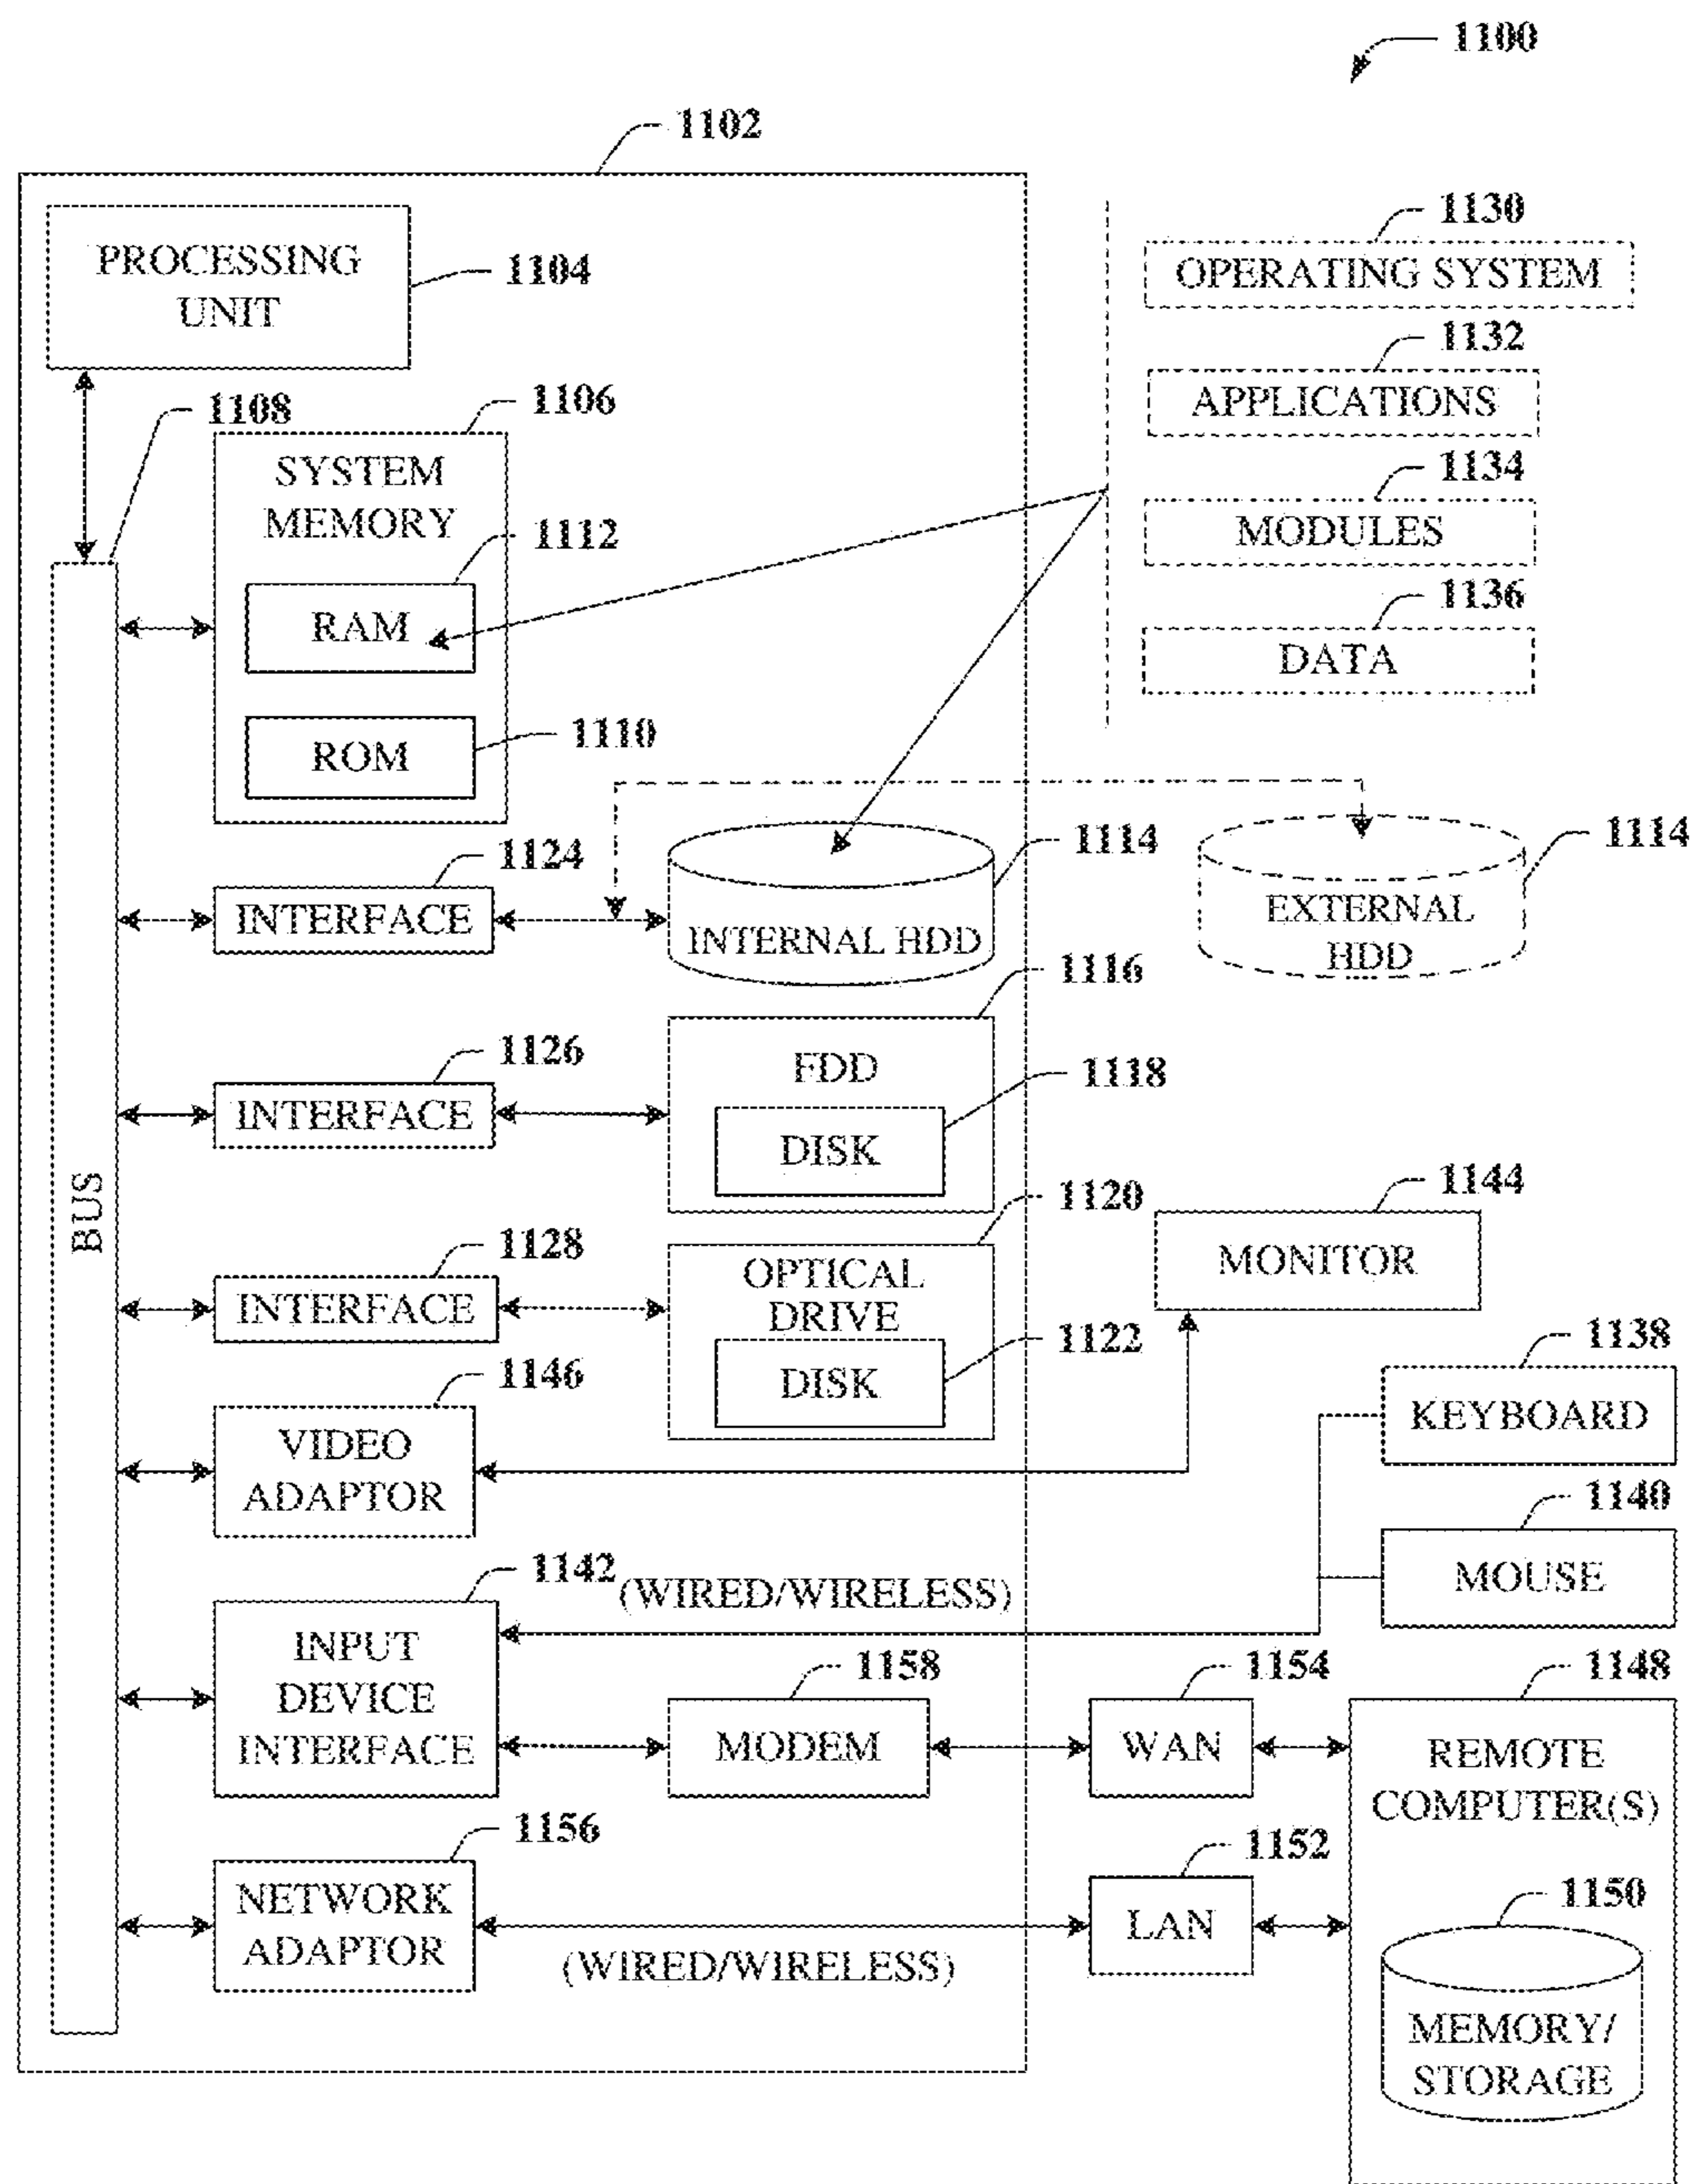 1100
1102
PROCESSING
UNIT
1104
1130
OPERATING SYSTEM
1132
APPLICATIONS
1134
MODULES
1136
DATA
1108
1106
SYSTEM
MEMORY
1112
RAM
1110
ROM
1124
INTERFACE
1114
INTERNAL HDD
1114
EXTERNAL
HDD
1116
FDD
1126
INTERFACE
1118
DISK
BUS
1128
INTERFACE
1120
OPTICAL
DRIVE
1122
DISK
1144
MONITOR
1138
KEYBOARD
1146
VIDEO
ADAPTOR
1140
MOUSE
1142
(WIRED/WIRELESS)
INPUT
DEVICE
INTERFACE
1158
MODEM
1154
WAN
1148
REMOTE
COMPUTER(S)
1156
NETWORK
ADAPTOR
(WIRED/WIRELESS)
1152
LAN
1150
MEMORY/
STORAGE